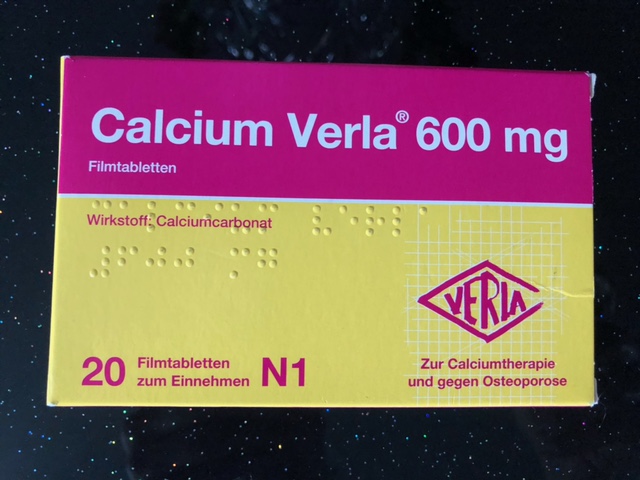 Calcium Verla® 600 mg
Filmtabletten
Wirkstoff: Calciumcarbonat
VERLA
20 Filmtabletten
zum Einnehmen N1
Zur Calciumtherapie
und gegen Osteoporose